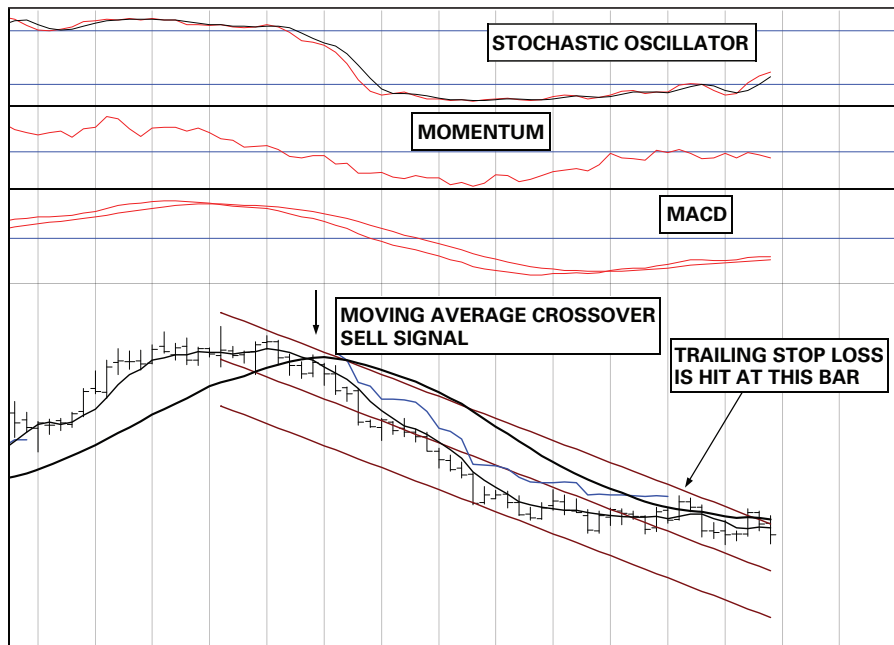 STOCHASTIC OSCILLATOR
MOMENTUM
MACD
MOVING AVERAGE CROSSOVER
SELL SIGNAL
TRAILING STOP LOSS
IS HIT AT THIS BAR